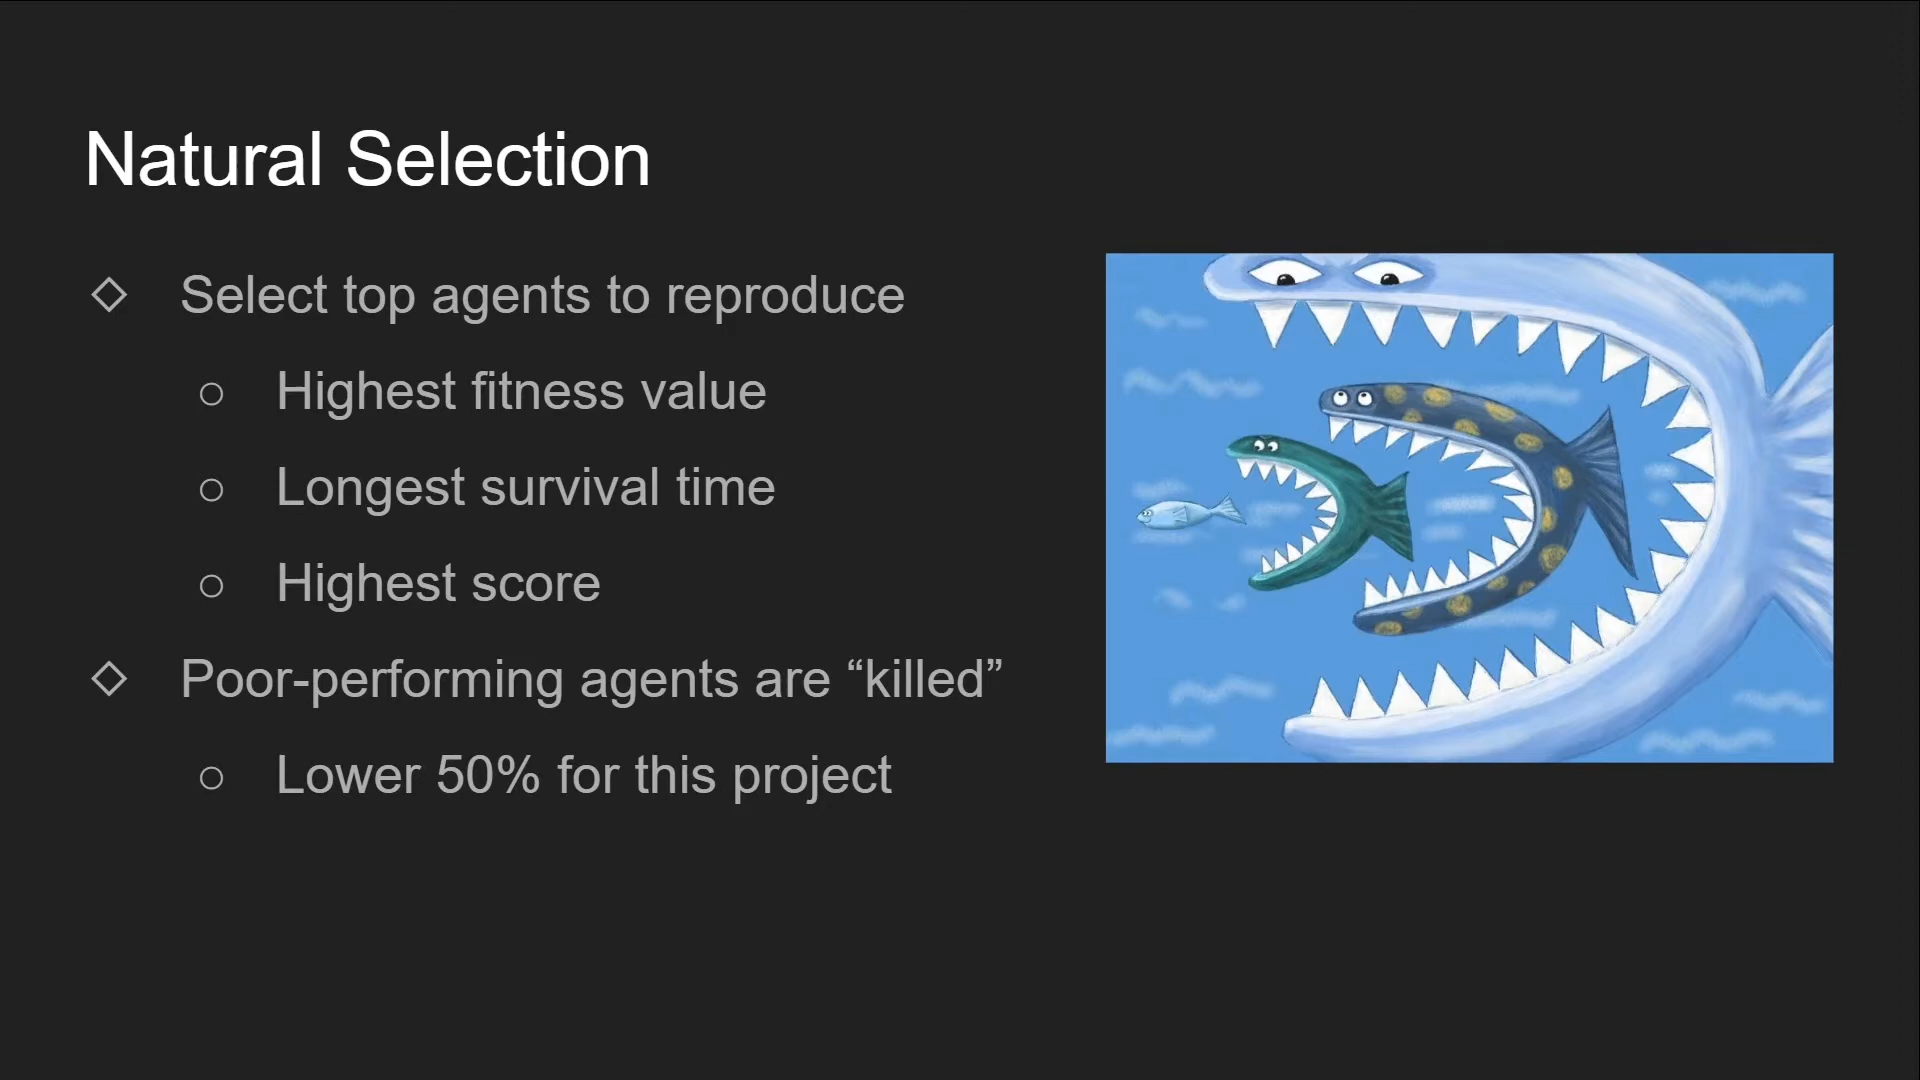 Natural Selection
◇ Select top agents to reproduce
○ Highest fitness value
○ Longest survival time
○ Highest score
◇ Poor-performing agents are “killed”
○ Lower 50% for this project